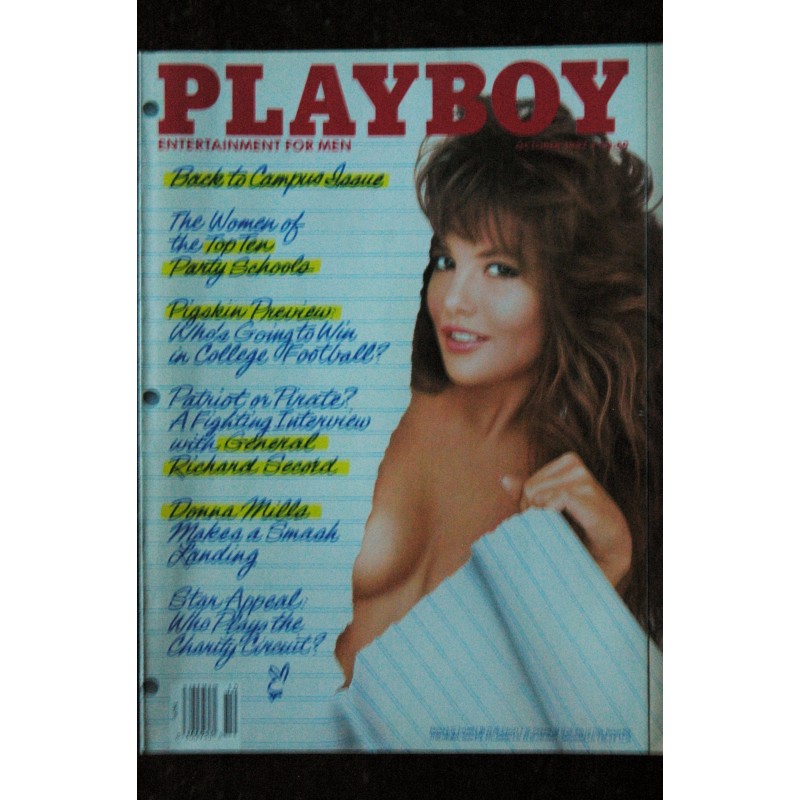 PLAYBOY
ENTERTAINMENT FOR MEN
OCTOBER 1987
Back to Campus Issue
The Women of
the Top Ten
Party Schools
Pigskin Preview:
Who's Going to Win
in College Football?
Patriot or Pirate?
A Fighting Interview
with General
Richard Secord
Donna Mills
Makes a Smash
Landing
Star Appeal:
Who Plays the
Charity Circuit?